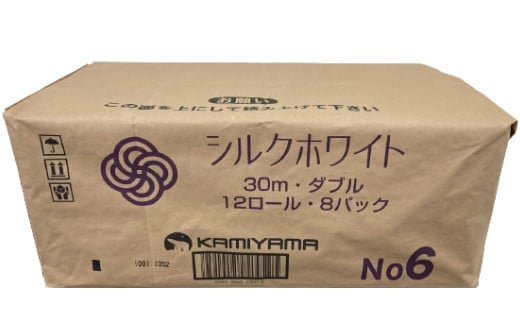 お願い
この面を上にして積み上げて下さい
シルクホワイト
30m・ダブル
12ロール・8パック
KAMIYAMA
1081 1352
No6